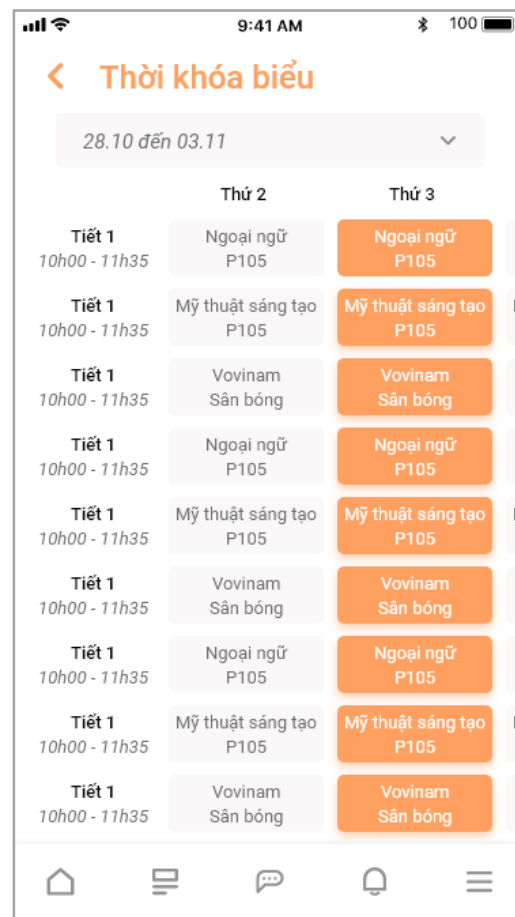 9:41 AM 100
Thời khóa biểu
28.10 đến 03.11
Thứ 2 Thứ 3
Tiết 1 Ngoại ngữ Ngoại ngữ
10h00 - 11h35 P105 P105
Tiết 1 Mỹ thuật sáng tạo Mỹ thuật sáng tạo
10h00 - 11h35 P105 P105
Tiết 1 Vovinam Vovinam
10h00 - 11h35 Sân bóng Sân bóng
Tiết 1 Ngoại ngữ Ngoại ngữ
10h00 - 11h35 P105 P105
Tiết 1 Mỹ thuật sáng tạo Mỹ thuật sáng tạo
10h00 - 11h35 P105 P105
Tiết 1 Vovinam Vovinam
10h00 - 11h35 Sân bóng Sân bóng
Tiết 1 Ngoại ngữ Ngoại ngữ
10h00 - 11h35 P105 P105
Tiết 1 Mỹ thuật sáng tạo Mỹ thuật sáng tạo
10h00 - 11h35 P105 P105
Tiết 1 Vovinam Vovinam
10h00 - 11h35 Sân bóng Sân bóng